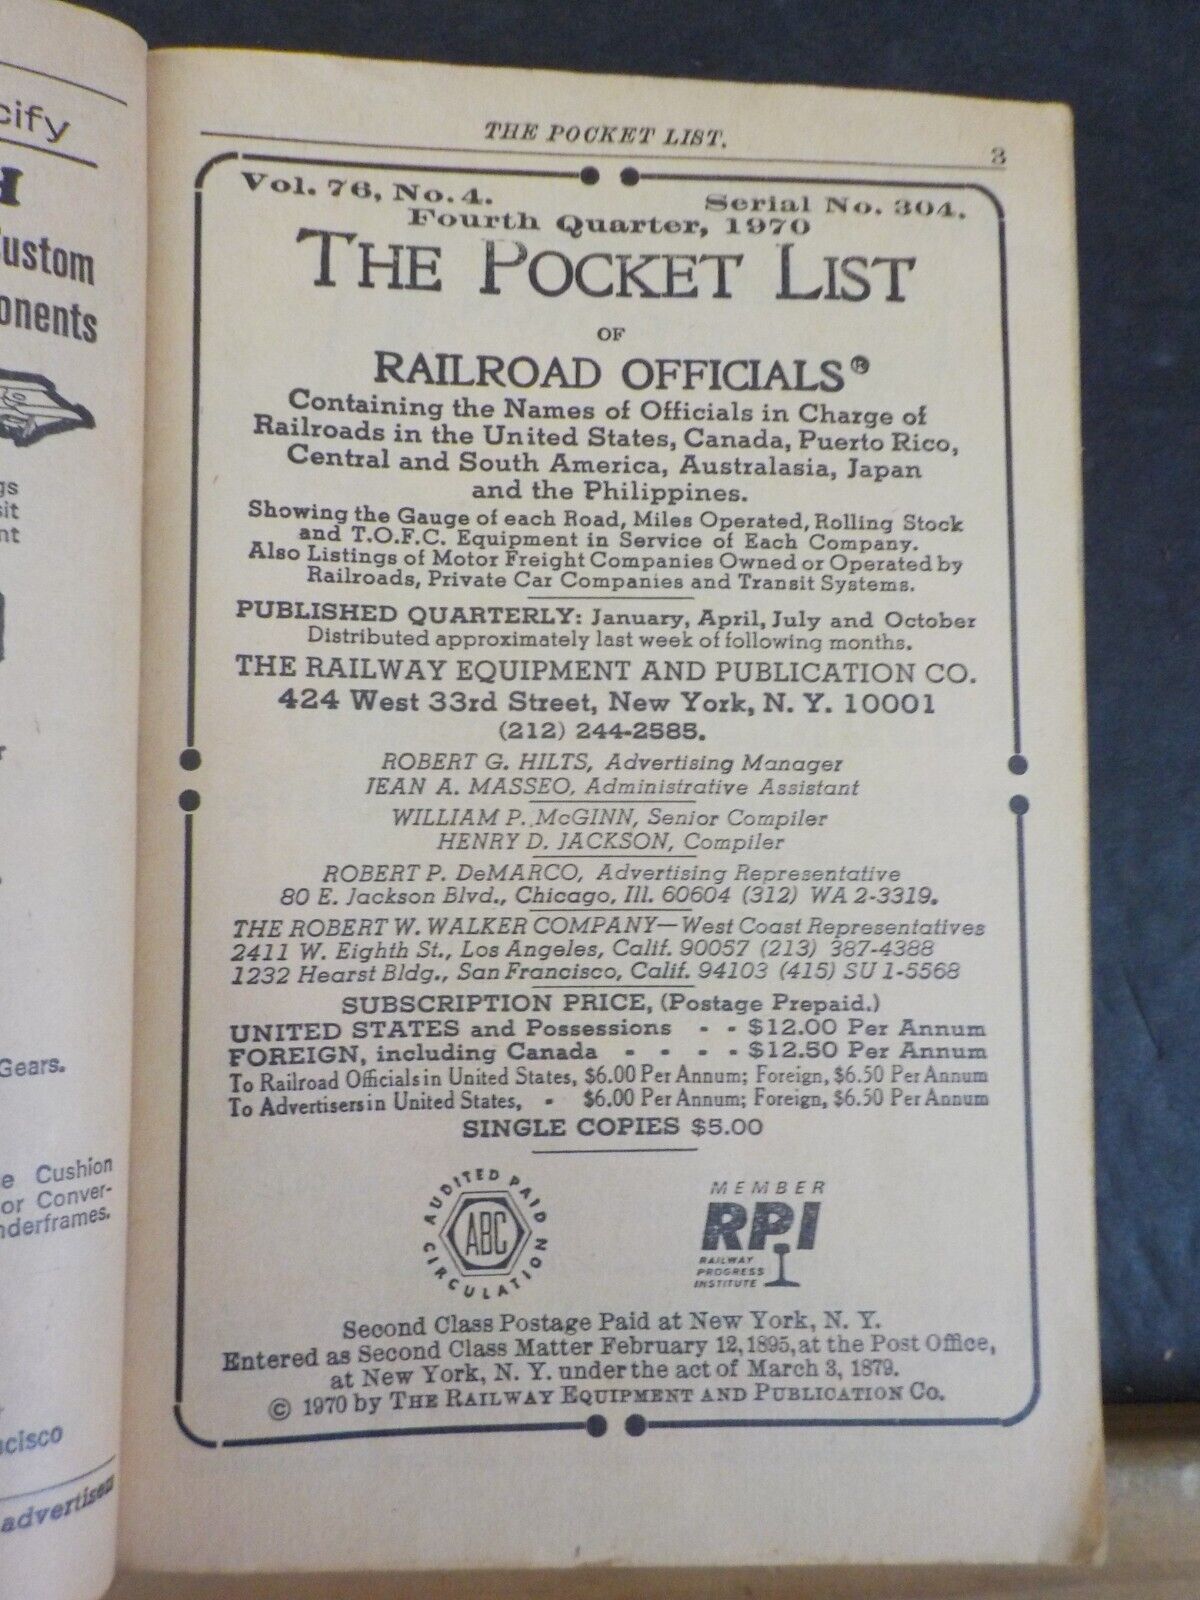 cify
H
Custom
onents
gs
sit
nt
Gears.
e Cushion
or Conver-
nderframes.
ncisco
advertisem
THE POCKET LIST.
3
Vol. 76, No. 4.
Serial No. 304.
Fourth Quarter, 1970
THE POCKET LIST
OF
RAILROAD OFFICIALS®
Containing the Names of Officials in Charge of
Railroads in the United States, Canada, Puerto Rico,
Central and South America, Australasia, Japan
and the Philippines.
Showing the Gauge of each Road, Miles Operated, Rolling Stock
and T.O.F.C. Equipment in Service of Each Company.
Also Listings of Motor Freight Companies Owned or Operated by
Railroads, Private Car Companies and Transit Systems.
PUBLISHED QUARTERLY: January, April, July and October
Distributed approximately last week of following months.
THE RAILWAY EQUIPMENT AND PUBLICATION CO.
424 West 33rd Street, New York, N. Y. 10001
(212) 244-2585.
ROBERT G. HILTS, Advertising Manager
JEAN A. MASSEO, Administrative Assistant
WILLIAM P. McGINN, Senior Compiler
HENRY D. JACKSON, Compiler
ROBERT P. DeMARCO, Advertising Representative
80 E. Jackson Blvd., Chicago, Ill. 60604 (312) WA 2-3319.
THE ROBERT W. WALKER COMPANY—West Coast Representatives
2411 W. Eighth St., Los Angeles, Calif. 90057 (213) 387-4388
1232 Hearst Bldg., San Francisco, Calif. 94103 (415) SU 1-5568
SUBSCRIPTION PRICE, (Postage Prepaid.)
UNITED STATES and Possessions - - $12.00 Per Annum
FOREIGN, including Canada - - - - $12.50 Per Annum
To Railroad Officials in United States, $6.00 Per Annum; Foreign, $6.50 Per Annum
To Advertisers in United States, - $6.00 Per Annum; Foreign, $6.50 Per Annum
SINGLE COPIES $5.00
AUDITED PAID
ABC
CIRCULATION
MEMBER
RPI
RAILWAY
PROGRESS
INSTITUTE
Second Class Postage Paid at New York, N. Y.
Entered as Second Class Matter February 12, 1895, at the Post Office,
at New York, N. Y. under the act of March 3, 1879.
© 1970 by THE RAILWAY EQUIPMENT AND PUBLICATION CO.